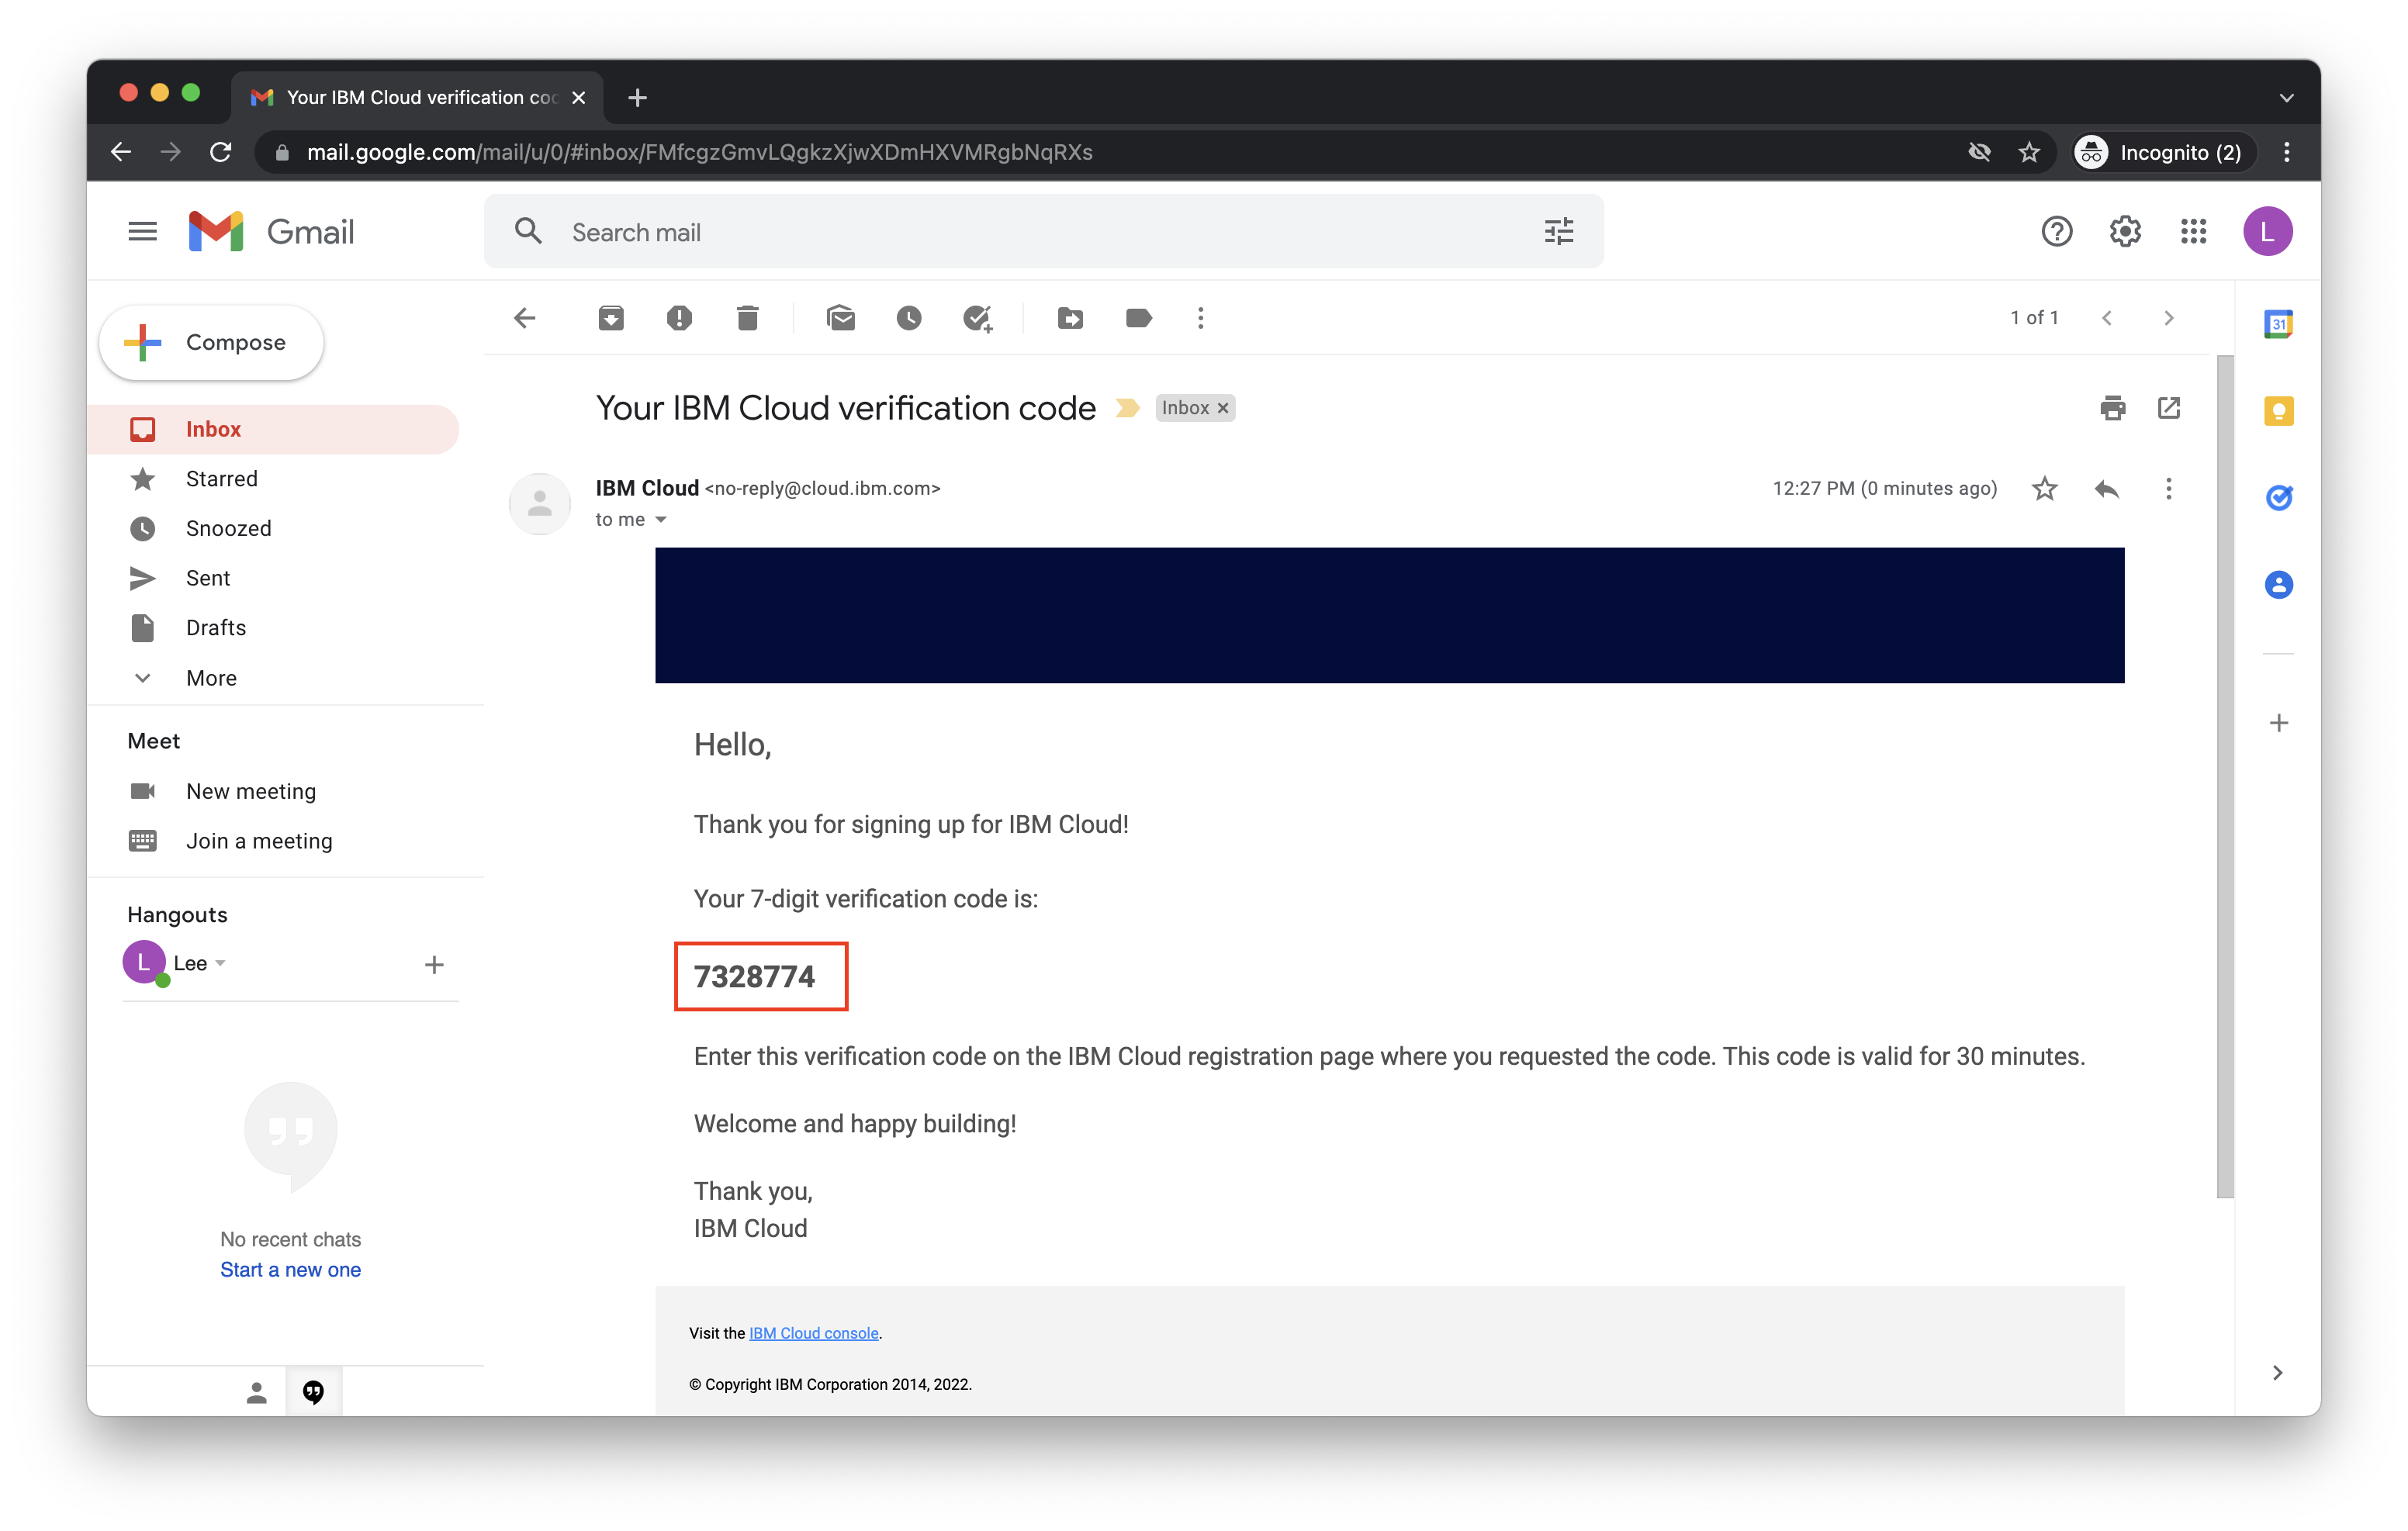 Your IBM Cloud verification co
mail.google.com/mail/u/0/#inbox/FMfcgzGmvLQgkzXjwXDmHXVMRgbNqRXs
Incognito (2)
Gmail
Search mail
L
Compose
1 of 1
31
Your IBM Cloud verification code
Inbox ×
Inbox
Starred
Snoozed
Sent
Drafts
More
IBM Cloud <no-reply@cloud.ibm.com>
12:27 PM (0 minutes ago)
to me
Meet
New meeting
Join a meeting
Hangouts
L
Lee
No recent chats
Start a new one
Hello,
Thank you for signing up for IBM Cloud!
Your 7-digit verification code is:
7328774
Enter this verification code on the IBM Cloud registration page where you requested the code. This code is valid for 30 minutes.
Welcome and happy building!
Thank you,
IBM Cloud
Visit the IBM Cloud console.
© Copyright IBM Corporation 2014, 2022.